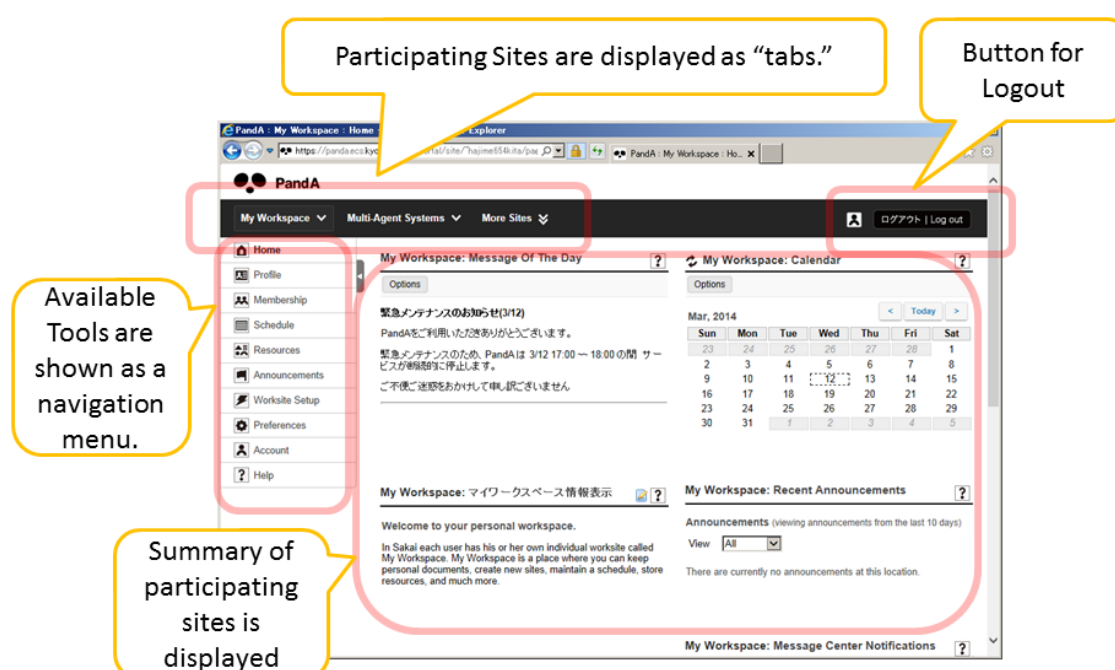 Participating Sites are displayed as “tabs.”
Button for
Logout
PandA : My Workspace : Home
Explorer
PandA : My Workspace : Ho...
PandA
My Workspace
Multi-Agent Systems
More Sites
ログアウト | Log out
Available
Tools are
shown as a
navigation
menu.
Home
Profile
Membership
Schedule
Resources
Announcements
Worksite Setup
Preferences
Account
Help
My Workspace: Message Of The Day
?
Options
緊急メンテナンスのお知らせ(3/12)
PandAをご利用いただきありがとうございます。
緊急メンテナンスのため、PandAは 3/12 17:00 ～ 18:00 の間 サー
ビスが断続的に停止します。
ご不便ご迷惑をおかけして申し訳ございません
My Workspace: Calendar
?
Options
Mar, 2014
< Today >
Sun Mon Tue Wed Thu Fri Sat
23 24 25 26 27 28 1
2 3 4 5 6 7 8
9 10 11 12 13 14 15
16 17 18 19 20 21 22
23 24 25 26 27 28 29
30 31 1 2 3 4 5
My Workspace: マイワークスペース情報表示
?
Welcome to your personal workspace.
In Sakai each user has his or her own individual worksite called
My Workspace. My Workspace is a place where you can keep
personal documents, create new sites, maintain a schedule, store
resources, and much more.
My Workspace: Recent Announcements
?
Announcements (viewing announcements from the last 10 days)
View All
There are currently no announcements at this location.
My Workspace: Message Center Notifications
?
Summary of
participating
sites is
displayed